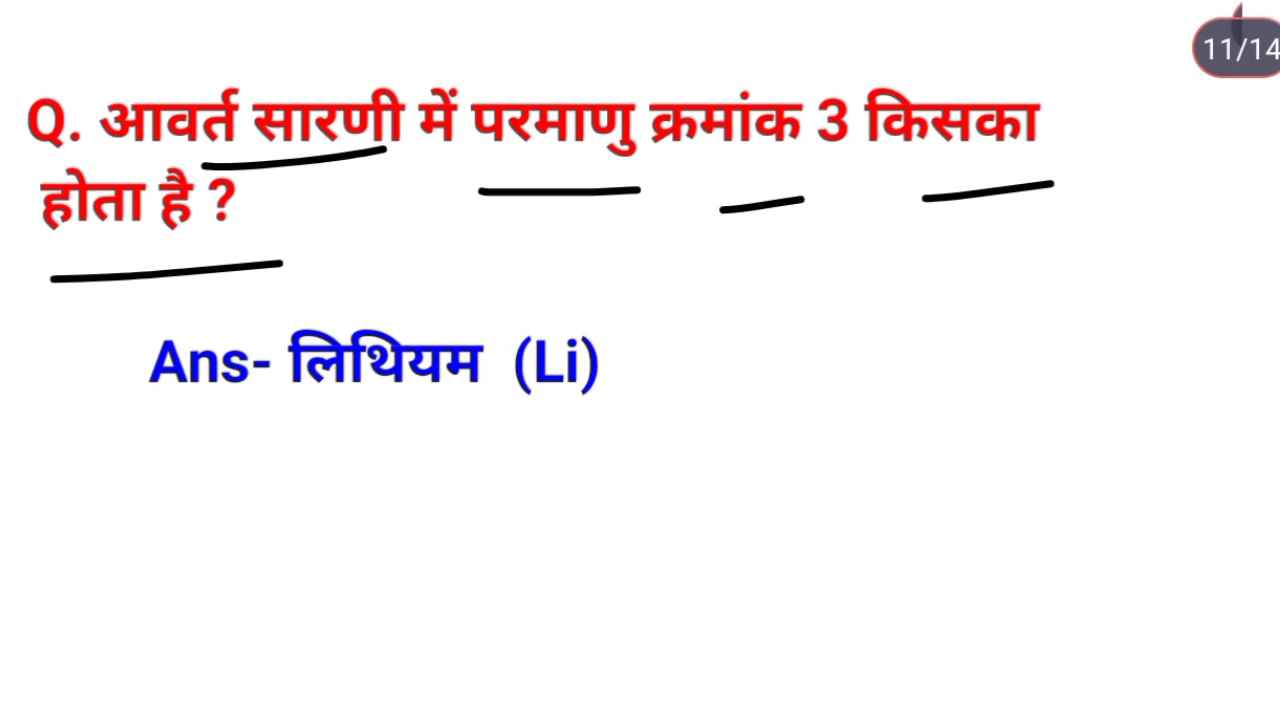 11/14
Q. आवर्त सारणी में परमाणु क्रमांक 3 किसका
होता है ?
Ans- लिथियम (Li)